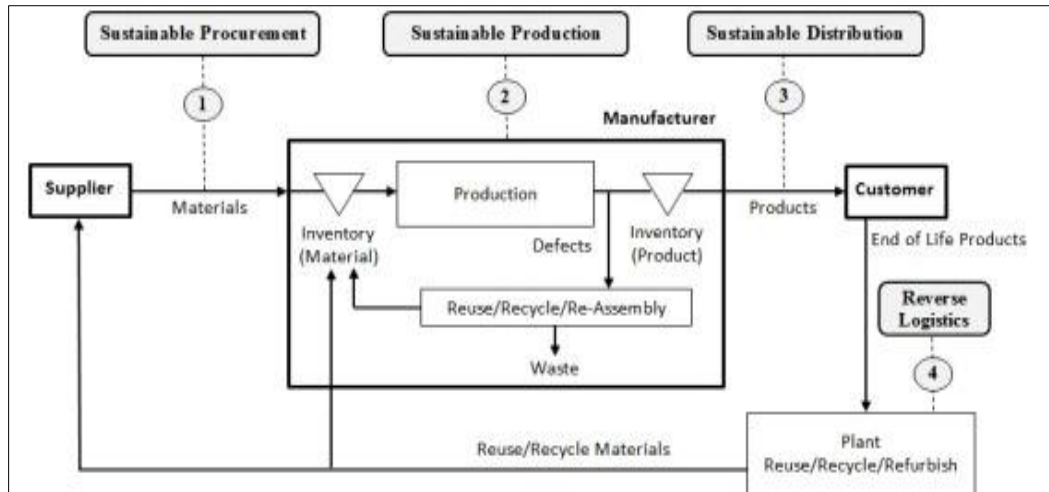 Sustainable Procurement
Sustainable Production
Sustainable Distribution
1
2
3
Manufacturer
Supplier
Materials
Inventory
(Material)
Production
Defects
Inventory
(Product)
Products
Customer
End of Life Products
Reuse/Recycle/Re-Assembly
Waste
Reverse
Logistics
4
Reuse/Recycle Materials
Plant
Reuse/Recycle/Refurbish